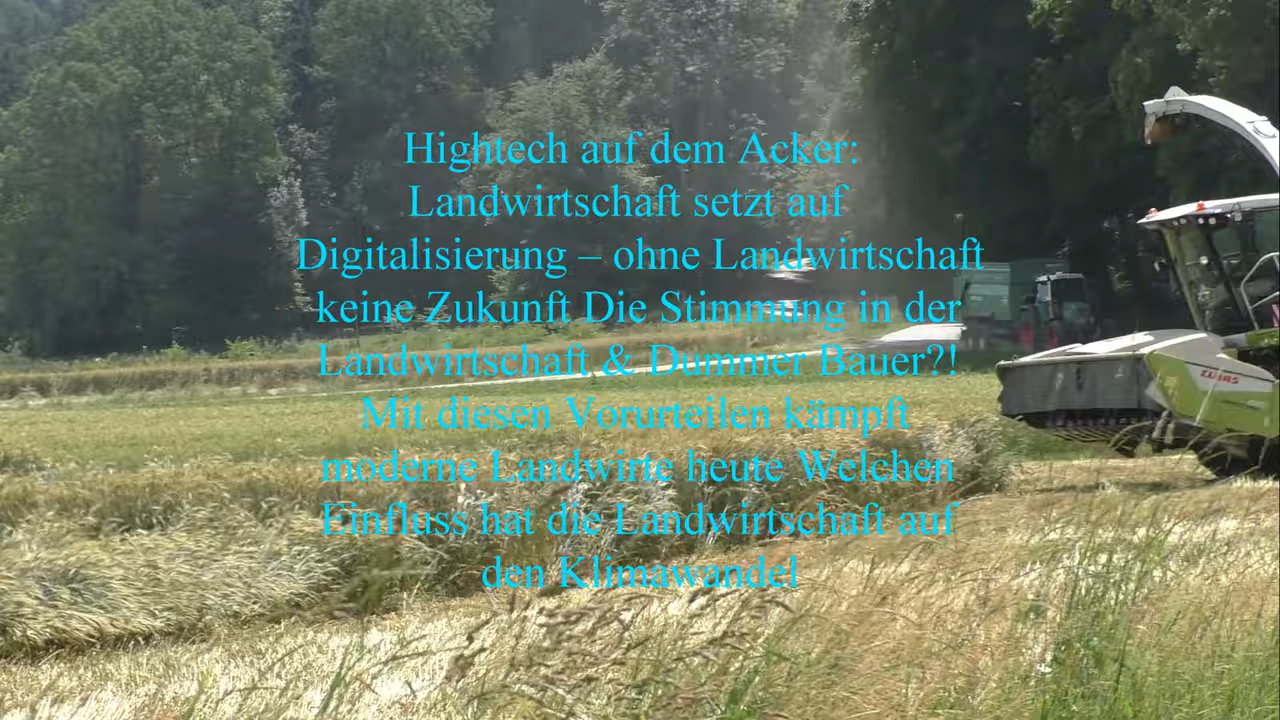 Hightech auf dem Acker:
Landwirtschaft setzt auf
Digitalisierung – ohne Landwirtschaft
keine Zukunft Die Stimmung in der
Landwirtschaft & Dummer Bauer?!
Mit diesen Vorurteilen kämpft
moderne Landwirte heute Welchen
Einfluss hat die Landwirtschaft auf
den Klimawandel
CLAAS